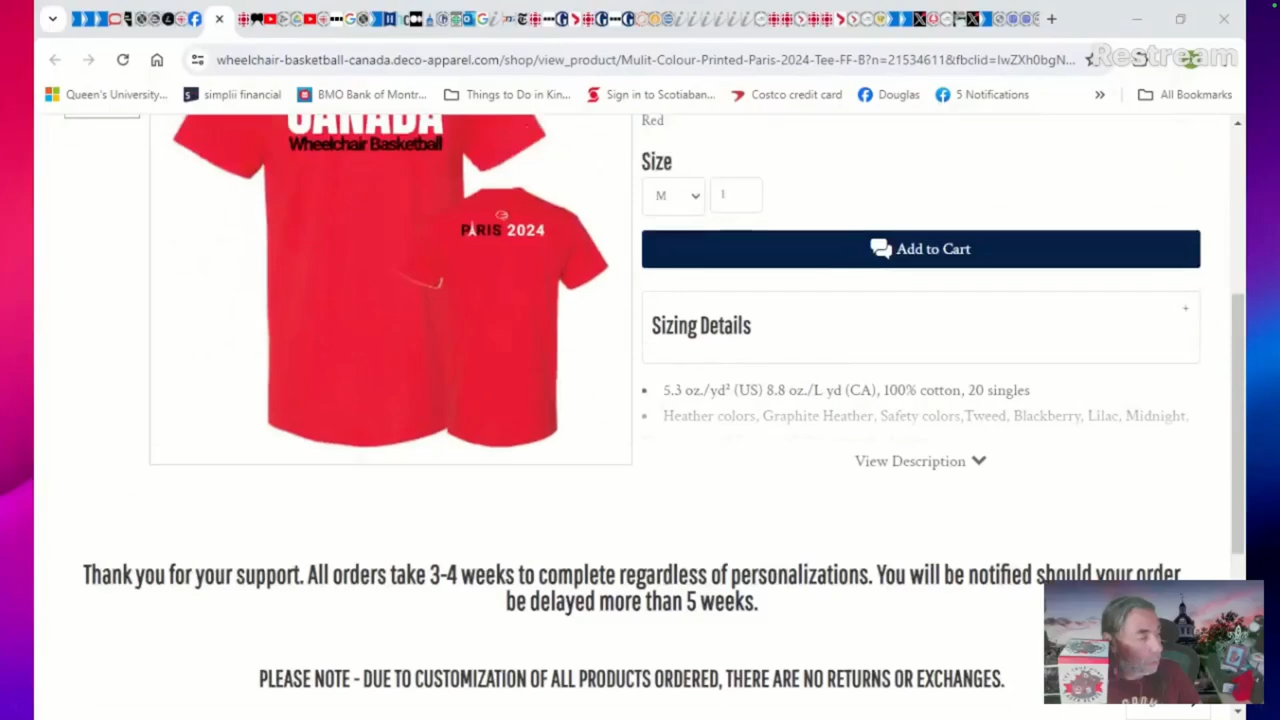 Restream
wheelchair-basketball-canada.deco-apparel.com/shop/view_product/Mulit-Colour-Printed-Paris-2024-Tee-FF-8?n=21534611&fbclid=IwZXh0bgN...
Queen's University... simplii financial BMO Bank of Montr... Things to Do in Kin... Sign in to Scotiaban... Costco credit card Douglas 5 Notifications » All Bookmarks
CANADA
Wheelchair Basketball
PARIS 2024
Red
Size
M 1
Add to Cart
Sizing Details +
• 5.3 oz./yd² (US) 8.8 oz./L yd (CA), 100% cotton, 20 singles
• Heather colors, Graphite Heather, Safety colors,Tweed, Blackberry, Lilac, Midnight,
View Description
Thank you for your support. All orders take 3-4 weeks to complete regardless of personalizations. You will be notified should your order
be delayed more than 5 weeks.
PLEASE NOTE - DUE TO CUSTOMIZATION OF ALL PRODUCTS ORDERED, THERE ARE NO RETURNS OR EXCHANGES.